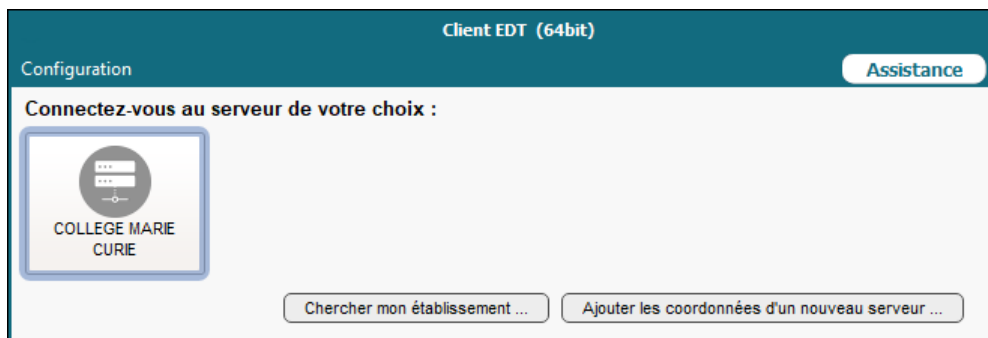 Client EDT (64bit)
Configuration
Assistance
Connectez-vous au serveur de votre choix :
COLLEGE MARIE
CURIE
Chercher mon établissement ...
Ajouter les coordonnées d'un nouveau serveur ...